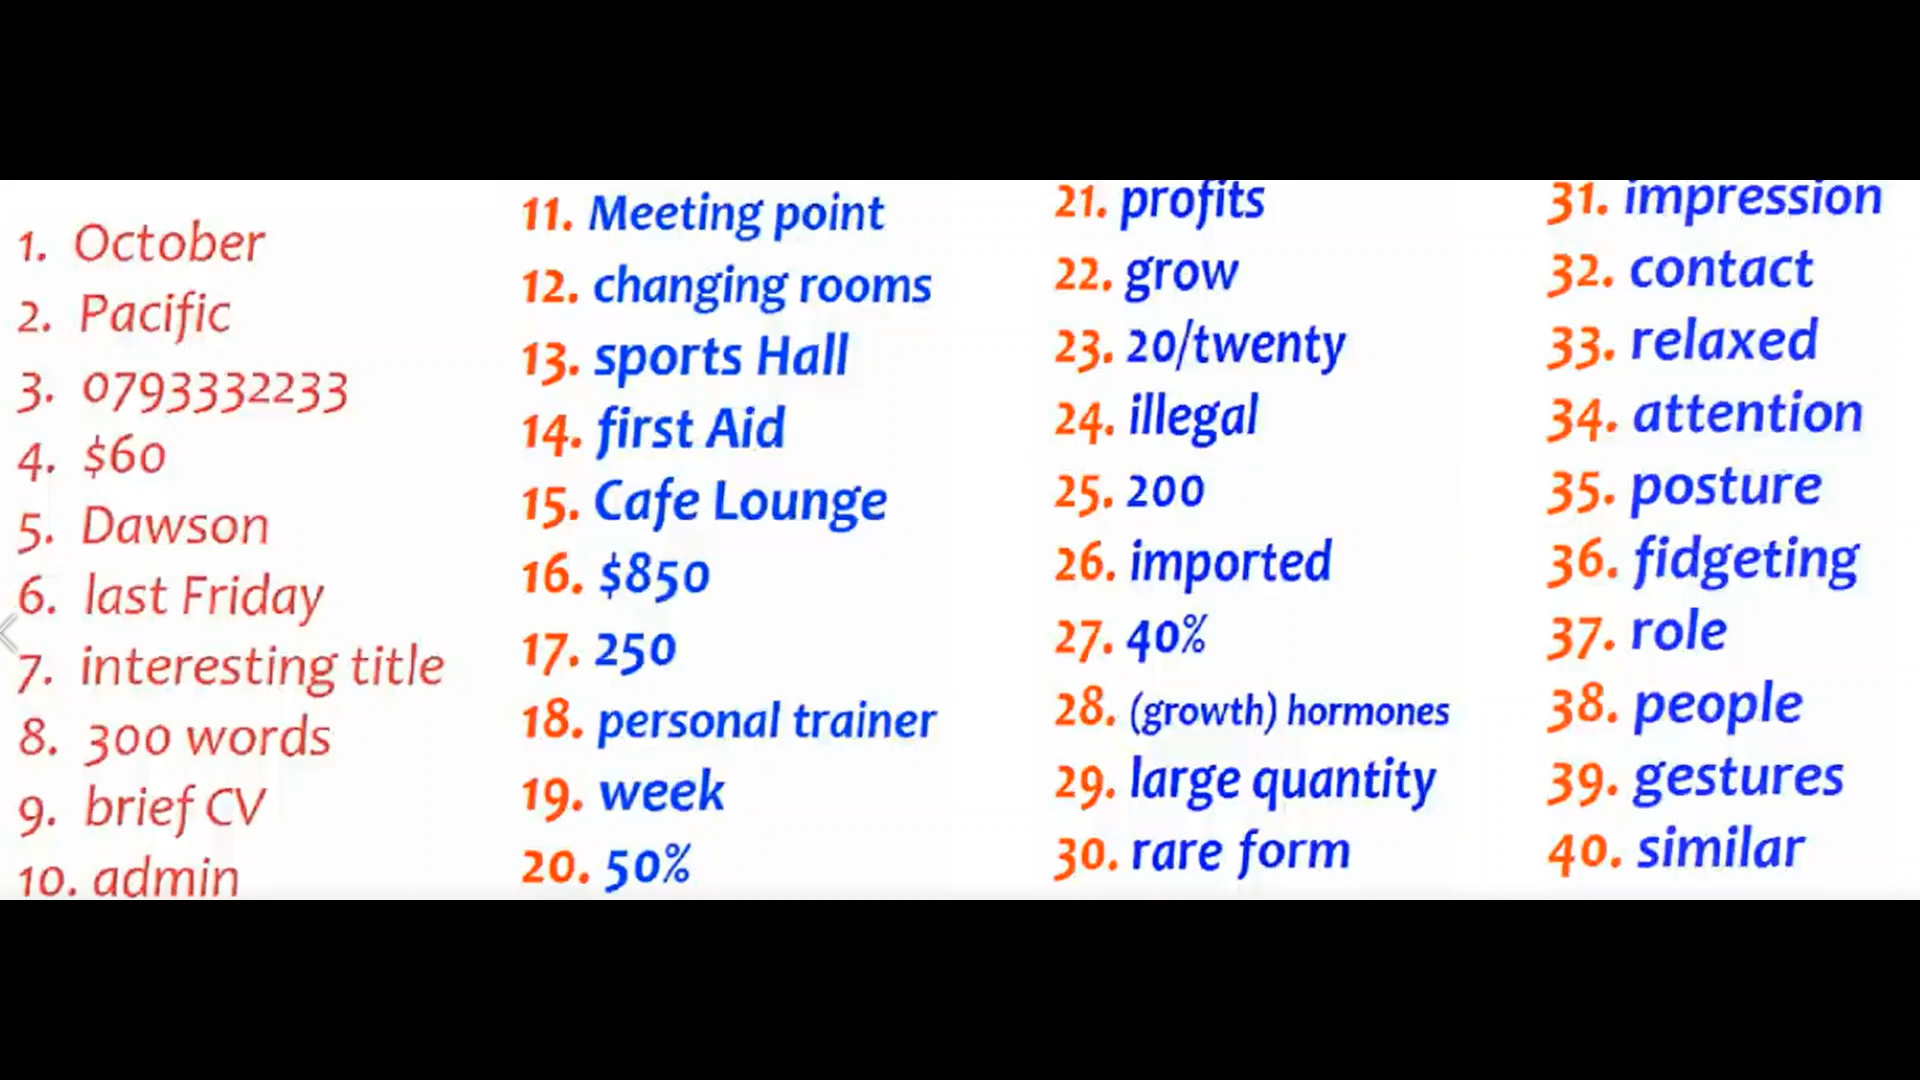 1. October
2. Pacific
3. 0793332233
4. $60
5. Dawson
6. last Friday
7. interesting title
8. 300 words
9. brief CV
10. admin
11. Meeting point
12. changing rooms
13. sports Hall
14. first Aid
15. Cafe Lounge
16. $850
17. 250
18. personal trainer
19. week
20. 50%
21. profits
22. grow
23. 20/twenty
24. illegal
25. 200
26. imported
27. 40%
28. (growth) hormones
29. large quantity
30. rare form
31. impression
32. contact
33. relaxed
34. attention
35. posture
36. fidgeting
37. role
38. people
39. gestures
40. similar